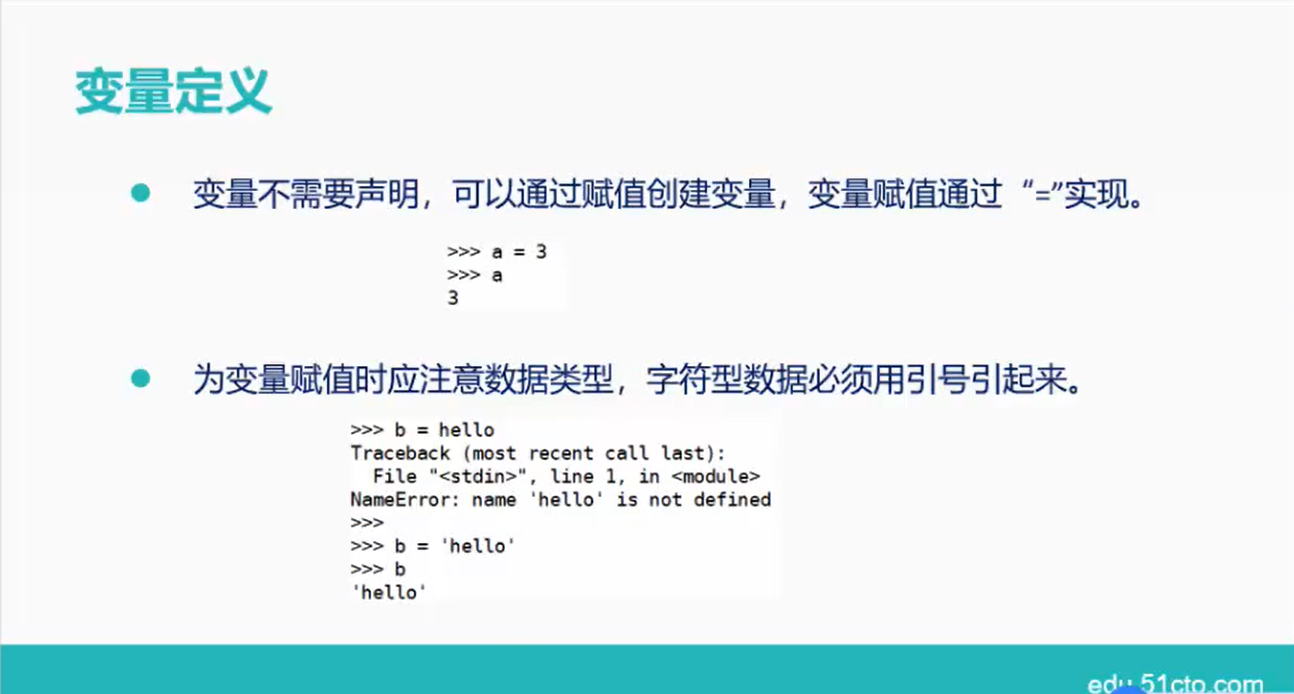 变量定义
变量不需要声明，可以通过赋值创建变量，变量赋值通过“=”实现。
>>> a = 3
>>> a
3
为变量赋值时应注意数据类型，字符型数据必须用引号引起来。
>>> b = hello
Traceback (most recent call last):
  File "<stdin>", line 1, in <module>
NameError: name 'hello' is not defined
>>>
>>> b = 'hello'
>>> b
'hello'
edu.51cto.com